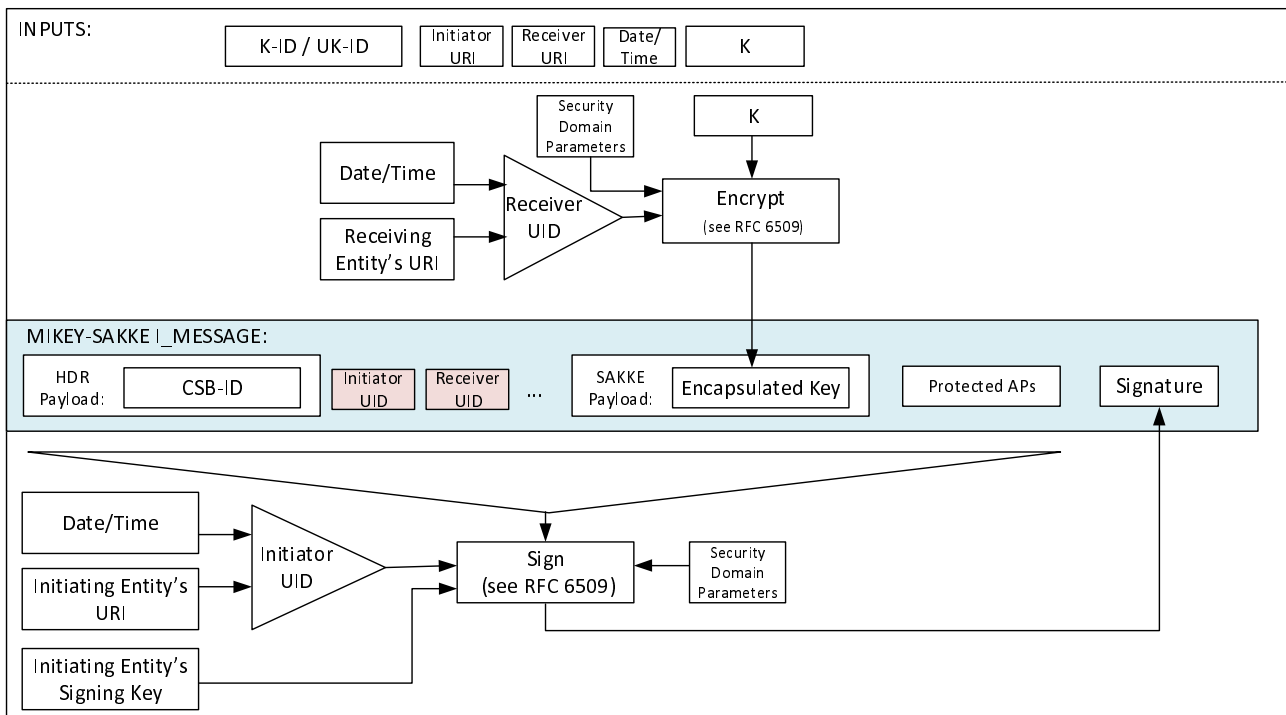 INPUTS:
K-ID / UK-ID
Initiator
URI
Receiver
URI
Date/
Time
K
Security
Domain
Parameters
K
Date/Time
Receiver
UID
Encrypt
(see RFC 6509)
Receiving
Entity’s URI
MIKEY-SAKKE I_MESSAGE:
HDR
Payload:
CSB-ID
Initiator
UID
Receiver
UID
...
SAKKE
Payload:
Encapsulated Key
Protected APs
Signature
Date/Time
Initiator
UID
Sign
(see RFC 6509)
Security
Domain
Parameters
Initiating Entity’s
URI
Initiating Entity’s
Signing Key